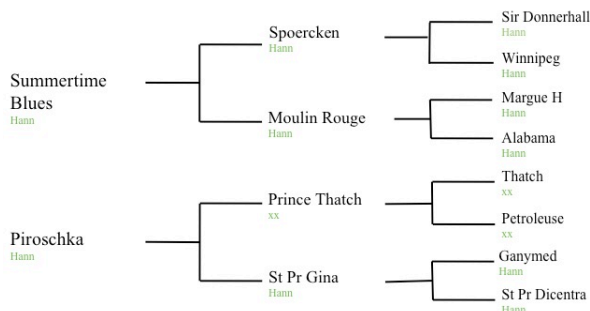 Summertime
Blues
Hann
Spoercken
Hann
Sir Donnerhall
Hann
Winnipeg
Hann
Moulin Rouge
Hann
Margue H
Hann
Alabama
Hann
Piroschka
Hann
Prince Thatch
xx
Thatch
xx
Petroleuse
xx
St Pr Gina
Hann
Ganymed
Hann
St Pr Dicentra
Hann